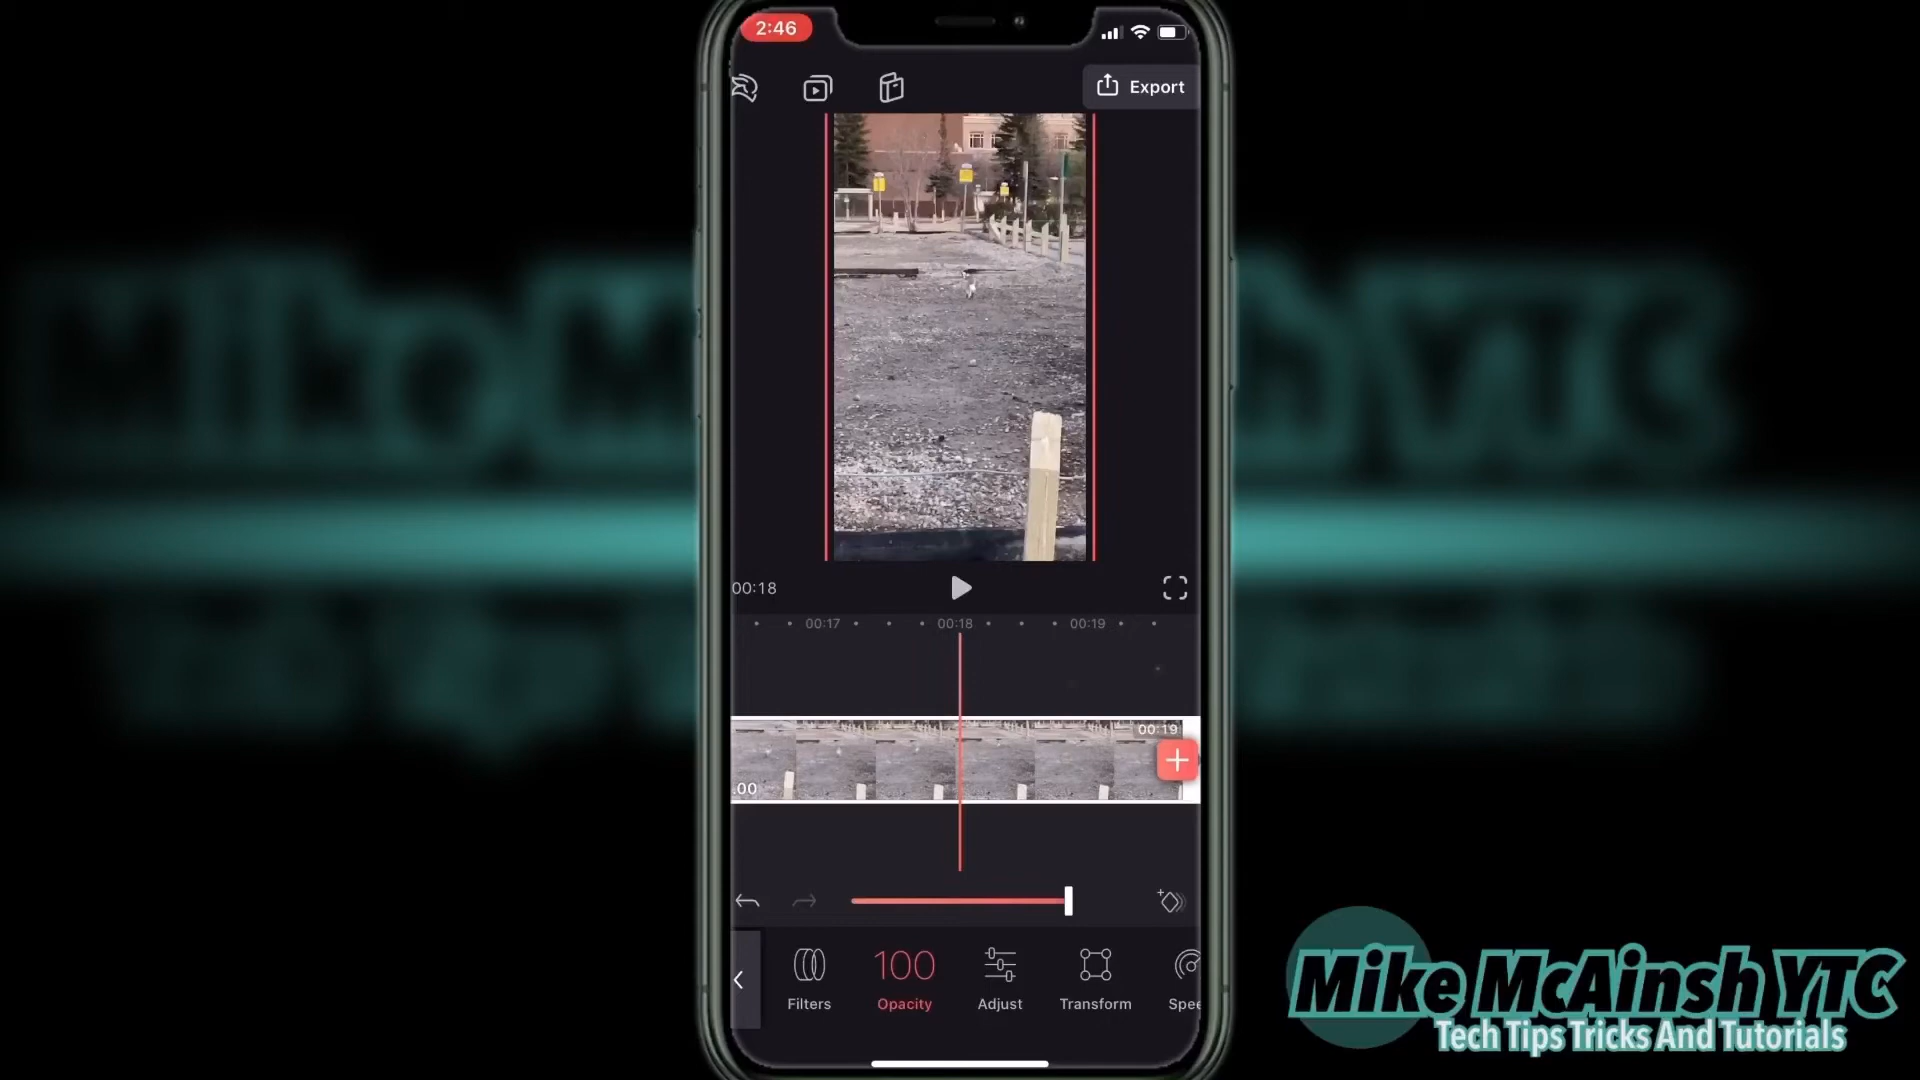 2:46
Export
00:18
00:17
00:18
00:19
00:19
.00
100
Filters
Opacity
Adjust
Transform
Spee
Mike McAinsh YTC
Tech Tips Tricks And Tutorials